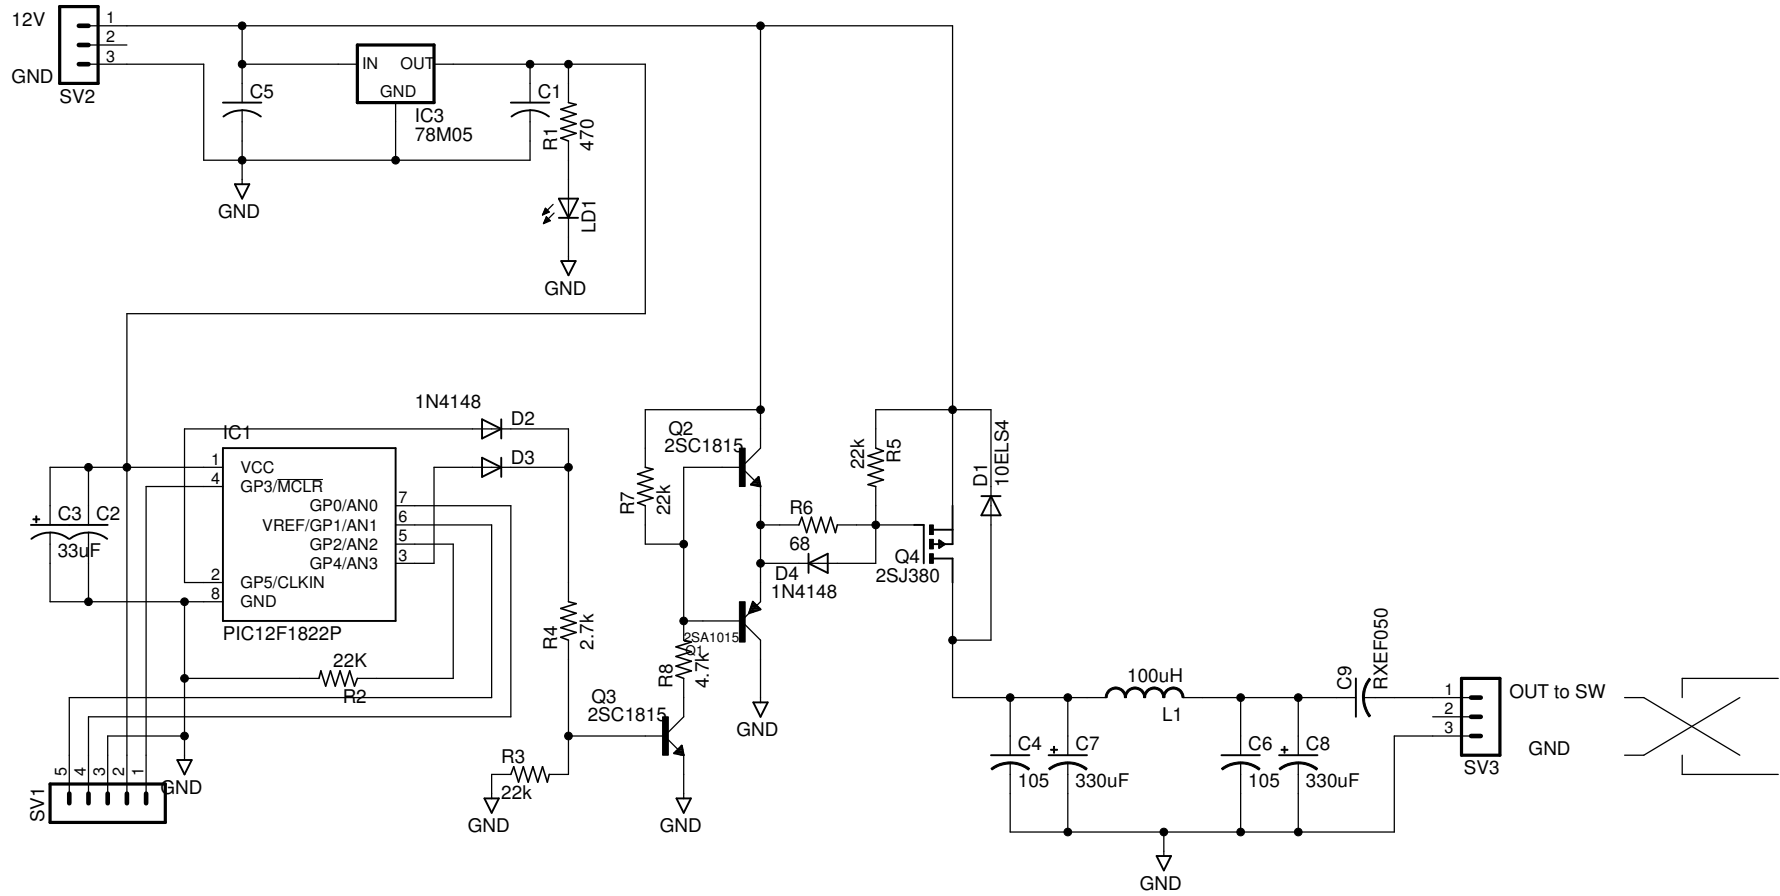 12V
1
2
3
GND
SV2
C5
IN OUT
GND
IC3
78M05
C1
R1
470
GND
LD1
GND
1N4148
D2
D3
IC1
1 VCC
4 GP3/MCLR
GP0/AN0 7
VREF/GP1/AN1 6
GP2/AN2 5
GP4/AN3 3
2 GP5/CLKIN
8 GND
PIC12F1822P
C3 C2
33uF
22K
R2
R4
2.7k
Q2
2SC1815
R7
22k
R6
68
D4
1N4148
22k
R5
D1
10ELS4
Q4
2SJ380
2SA1015
Q1
R8
4.7k
GND
Q3
2SC1815
R3
22k
GND
GND
5 4 3 2 1
GND
SV1
100uH
L1
C4
105
C7
330uF
C6
105
C8
330uF
C9
RXEF050
1
2
3
SV3
OUT to SW
GND
GND